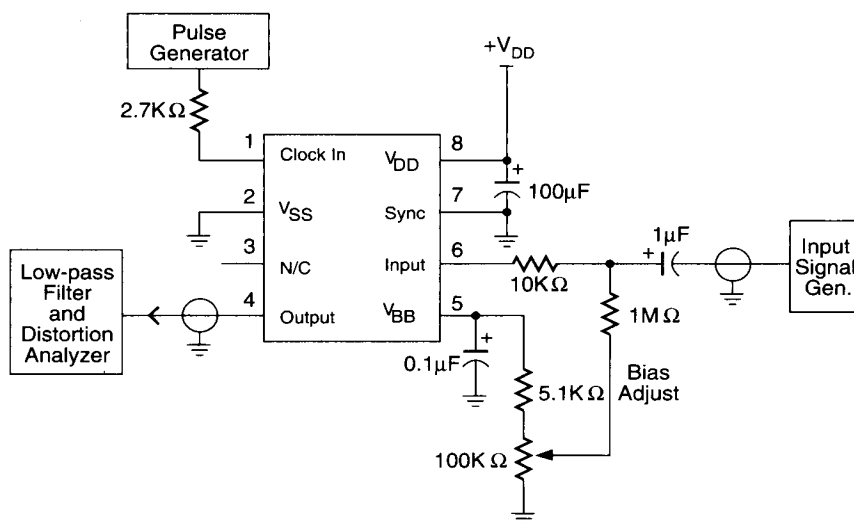 Pulse
Generator
+VDD
2.7KΩ
1
8
Clock In
VDD
+
100μF
2
7
VSS
Sync
1μF
3
6
+
Input
Signal
Gen.
N/C
Input
10KΩ
Low-pass
Filter
and
Distortion
Analyzer
4
5
1MΩ
Output
VBB
+
0.1μF
Bias
Adjust
5.1KΩ
100KΩ